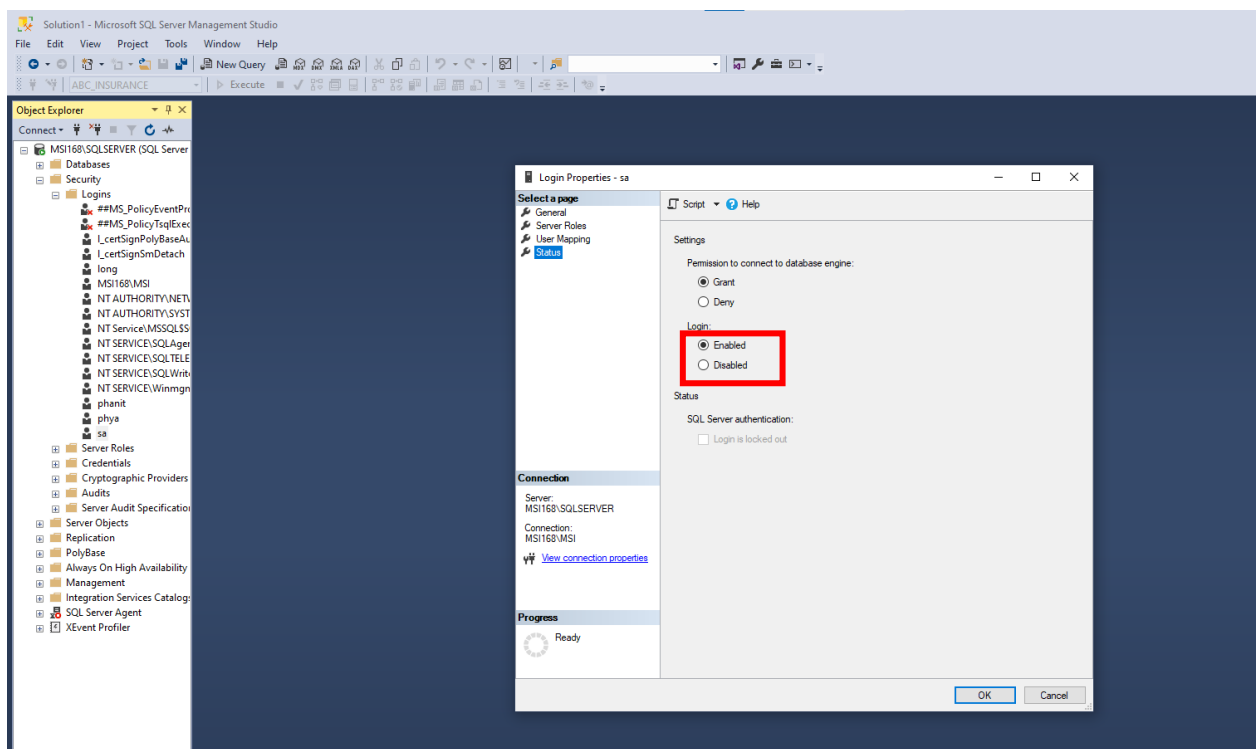 Solution1 - Microsoft SQL Server Management Studio
File Edit View Project Tools Window Help
New Query
ABC_INSURANCE
Execute
Object Explorer
Connect
MSI168\SQLSERVER (SQL Server
Databases
Security
Logins
##MS_PolicyEventPro
##MS_PolicyTsqlExec
l_certSignPolyBaseAu
l_certSignSmDetach
long
MSI168\MSI
NT AUTHORITY\NETW
NT AUTHORITY\SYST
NT Service\MSSQL$S
NT SERVICE\SQLAger
NT SERVICE\SQLTELE
NT SERVICE\SQLWrite
NT SERVICE\Winmgn
phanit
phya
sa
Server Roles
Credentials
Cryptographic Providers
Audits
Server Audit Specification
Server Objects
Replication
PolyBase
Always On High Availability
Management
Integration Services Catalogs
SQL Server Agent
XEvent Profiler
Login Properties - sa
Select a page
General
Server Roles
User Mapping
Status
Script Help
Settings
Permission to connect to database engine:
Grant
Deny
Login:
Enabled
Disabled
Status
SQL Server authentication:
Login is locked out
Connection
Server:
MSI168\SQLSERVER
Connection:
MSI168\MSI
View connection properties
Progress
Ready
OK Cancel